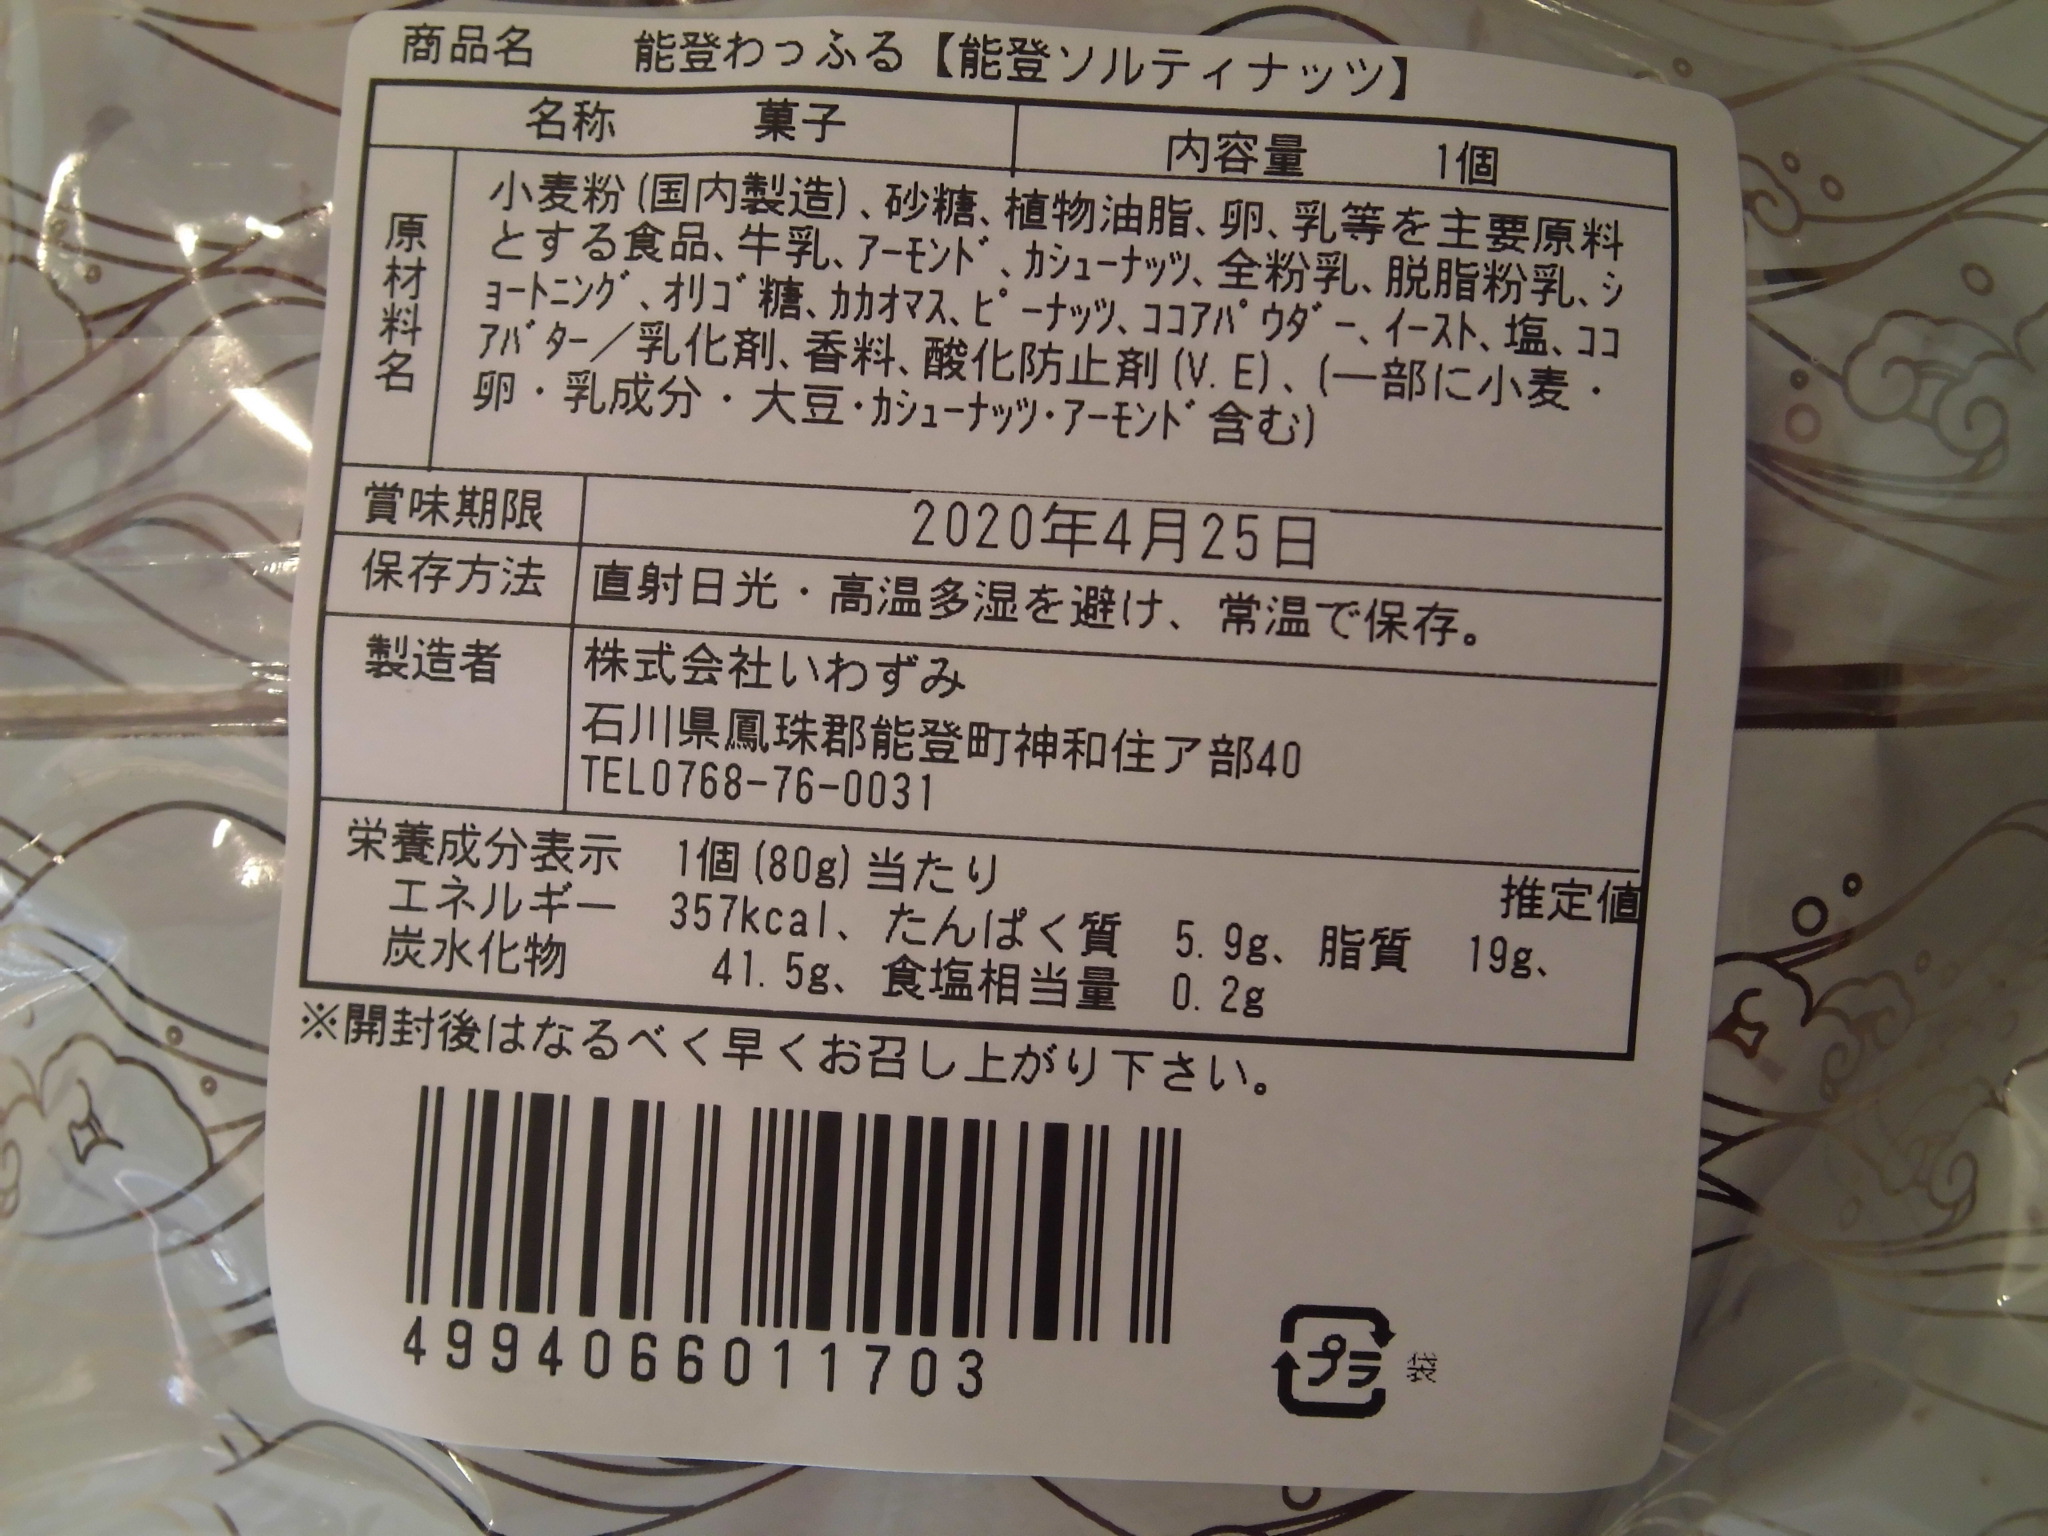 商品名 能登わっふる【能登ソルティナッツ】
名称 菓子 内容量 1個
原材料名
小麦粉(国内製造)、砂糖、植物油脂、卵、乳等を主要原料
とする食品、牛乳、ｱｰﾓﾝﾄﾞ、ｶｼｭｰﾅｯﾂ、全粉乳、脱脂粉乳、ｼ
ｮｰﾄﾆﾝｸﾞ、ｵﾘｺﾞ糖、ｶｶｵﾏｽ、ﾋﾟｰﾅｯﾂ、ｺｺｱﾊﾟｳﾀﾞｰ、ｲｰｽﾄ、塩、ｺｺ
ｱﾊﾞﾀｰ／乳化剤、香料、酸化防止剤(V.E)、(一部に小麦・
卵・乳成分・大豆・ｶｼｭｰﾅｯﾂ・ｱｰﾓﾝﾄﾞ含む)
賞味期限 2020年4月25日
保存方法 直射日光・高温多湿を避け、常温で保存。
製造者 株式会社いわずみ
石川県鳳珠郡能登町神和住ア部40
TEL0768-76-0031
栄養成分表示 1個(80g)当たり 推定値
エネルギー 357kcal、たんぱく質 5.9g、脂質 19g、
炭水化物 41.5g、食塩相当量 0.2g
※開封後はなるべく早くお召し上がり下さい。
4994066011703
プラ 袋